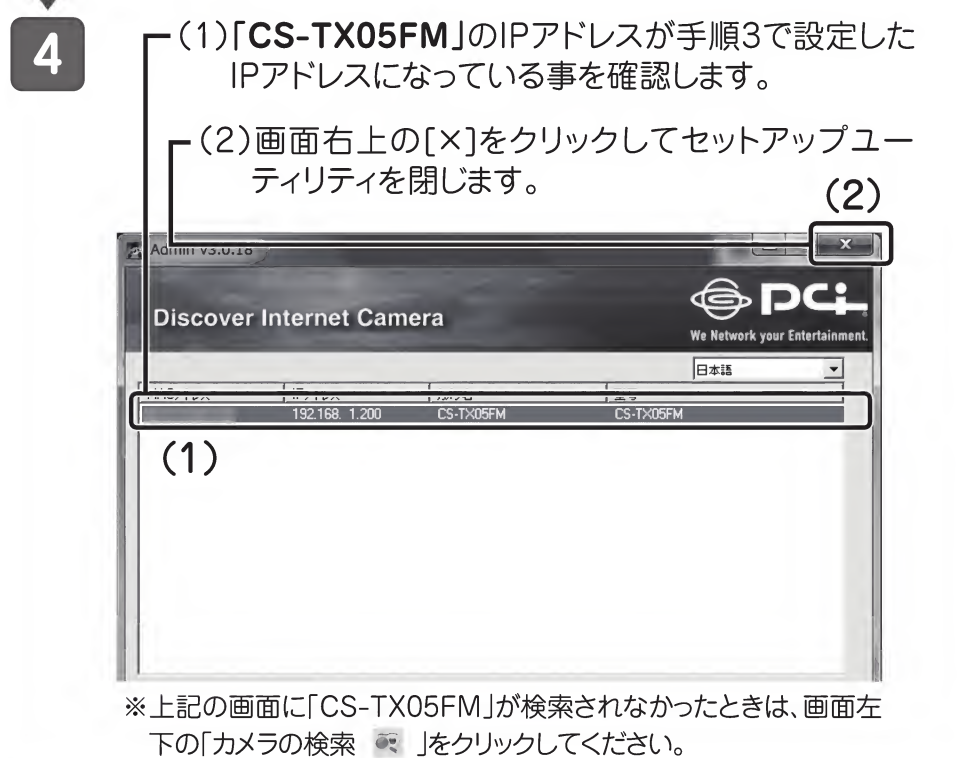 4
(1)「CS-TX05FM」のIPアドレスが手順3で設定した
IPアドレスになっている事を確認します。
(2)画面右上の[×]をクリックしてセットアップユー
ティリティを閉じます。
(2)
Admin v3.0.18
Discover Internet Camera
PCi
We Network your Entertainment.
日本語
192.168. 1.200 CS-TX05FM CS-TX05FM
(1)
※上記の画面に「CS-TX05FM」が検索されなかったときは、画面左
下の「カメラの検索 」をクリックしてください。